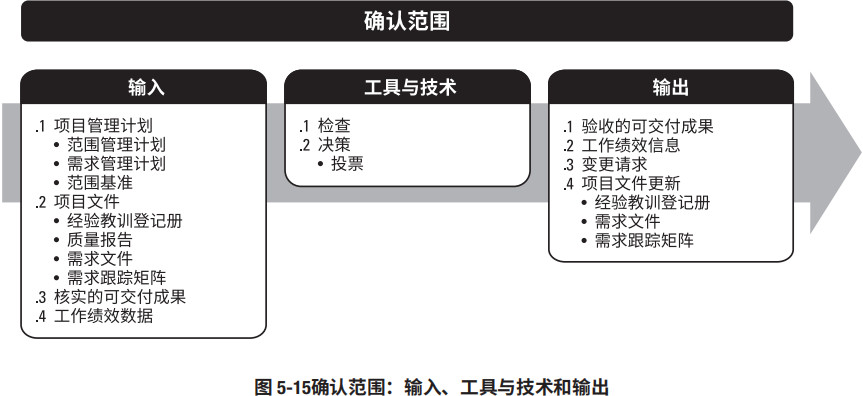 确认范围
输入
.1 项目管理计划
• 范围管理计划
• 需求管理计划
• 范围基准
.2 项目文件
• 经验教训登记册
• 质量报告
• 需求文件
• 需求跟踪矩阵
.3 核实的可交付成果
.4 工作绩效数据
工具与技术
.1 检查
.2 决策
• 投票
输出
.1 验收的可交付成果
.2 工作绩效信息
.3 变更请求
.4 项目文件更新
• 经验教训登记册
• 需求文件
• 需求跟踪矩阵
图 5-15确认范围：输入、工具与技术和输出